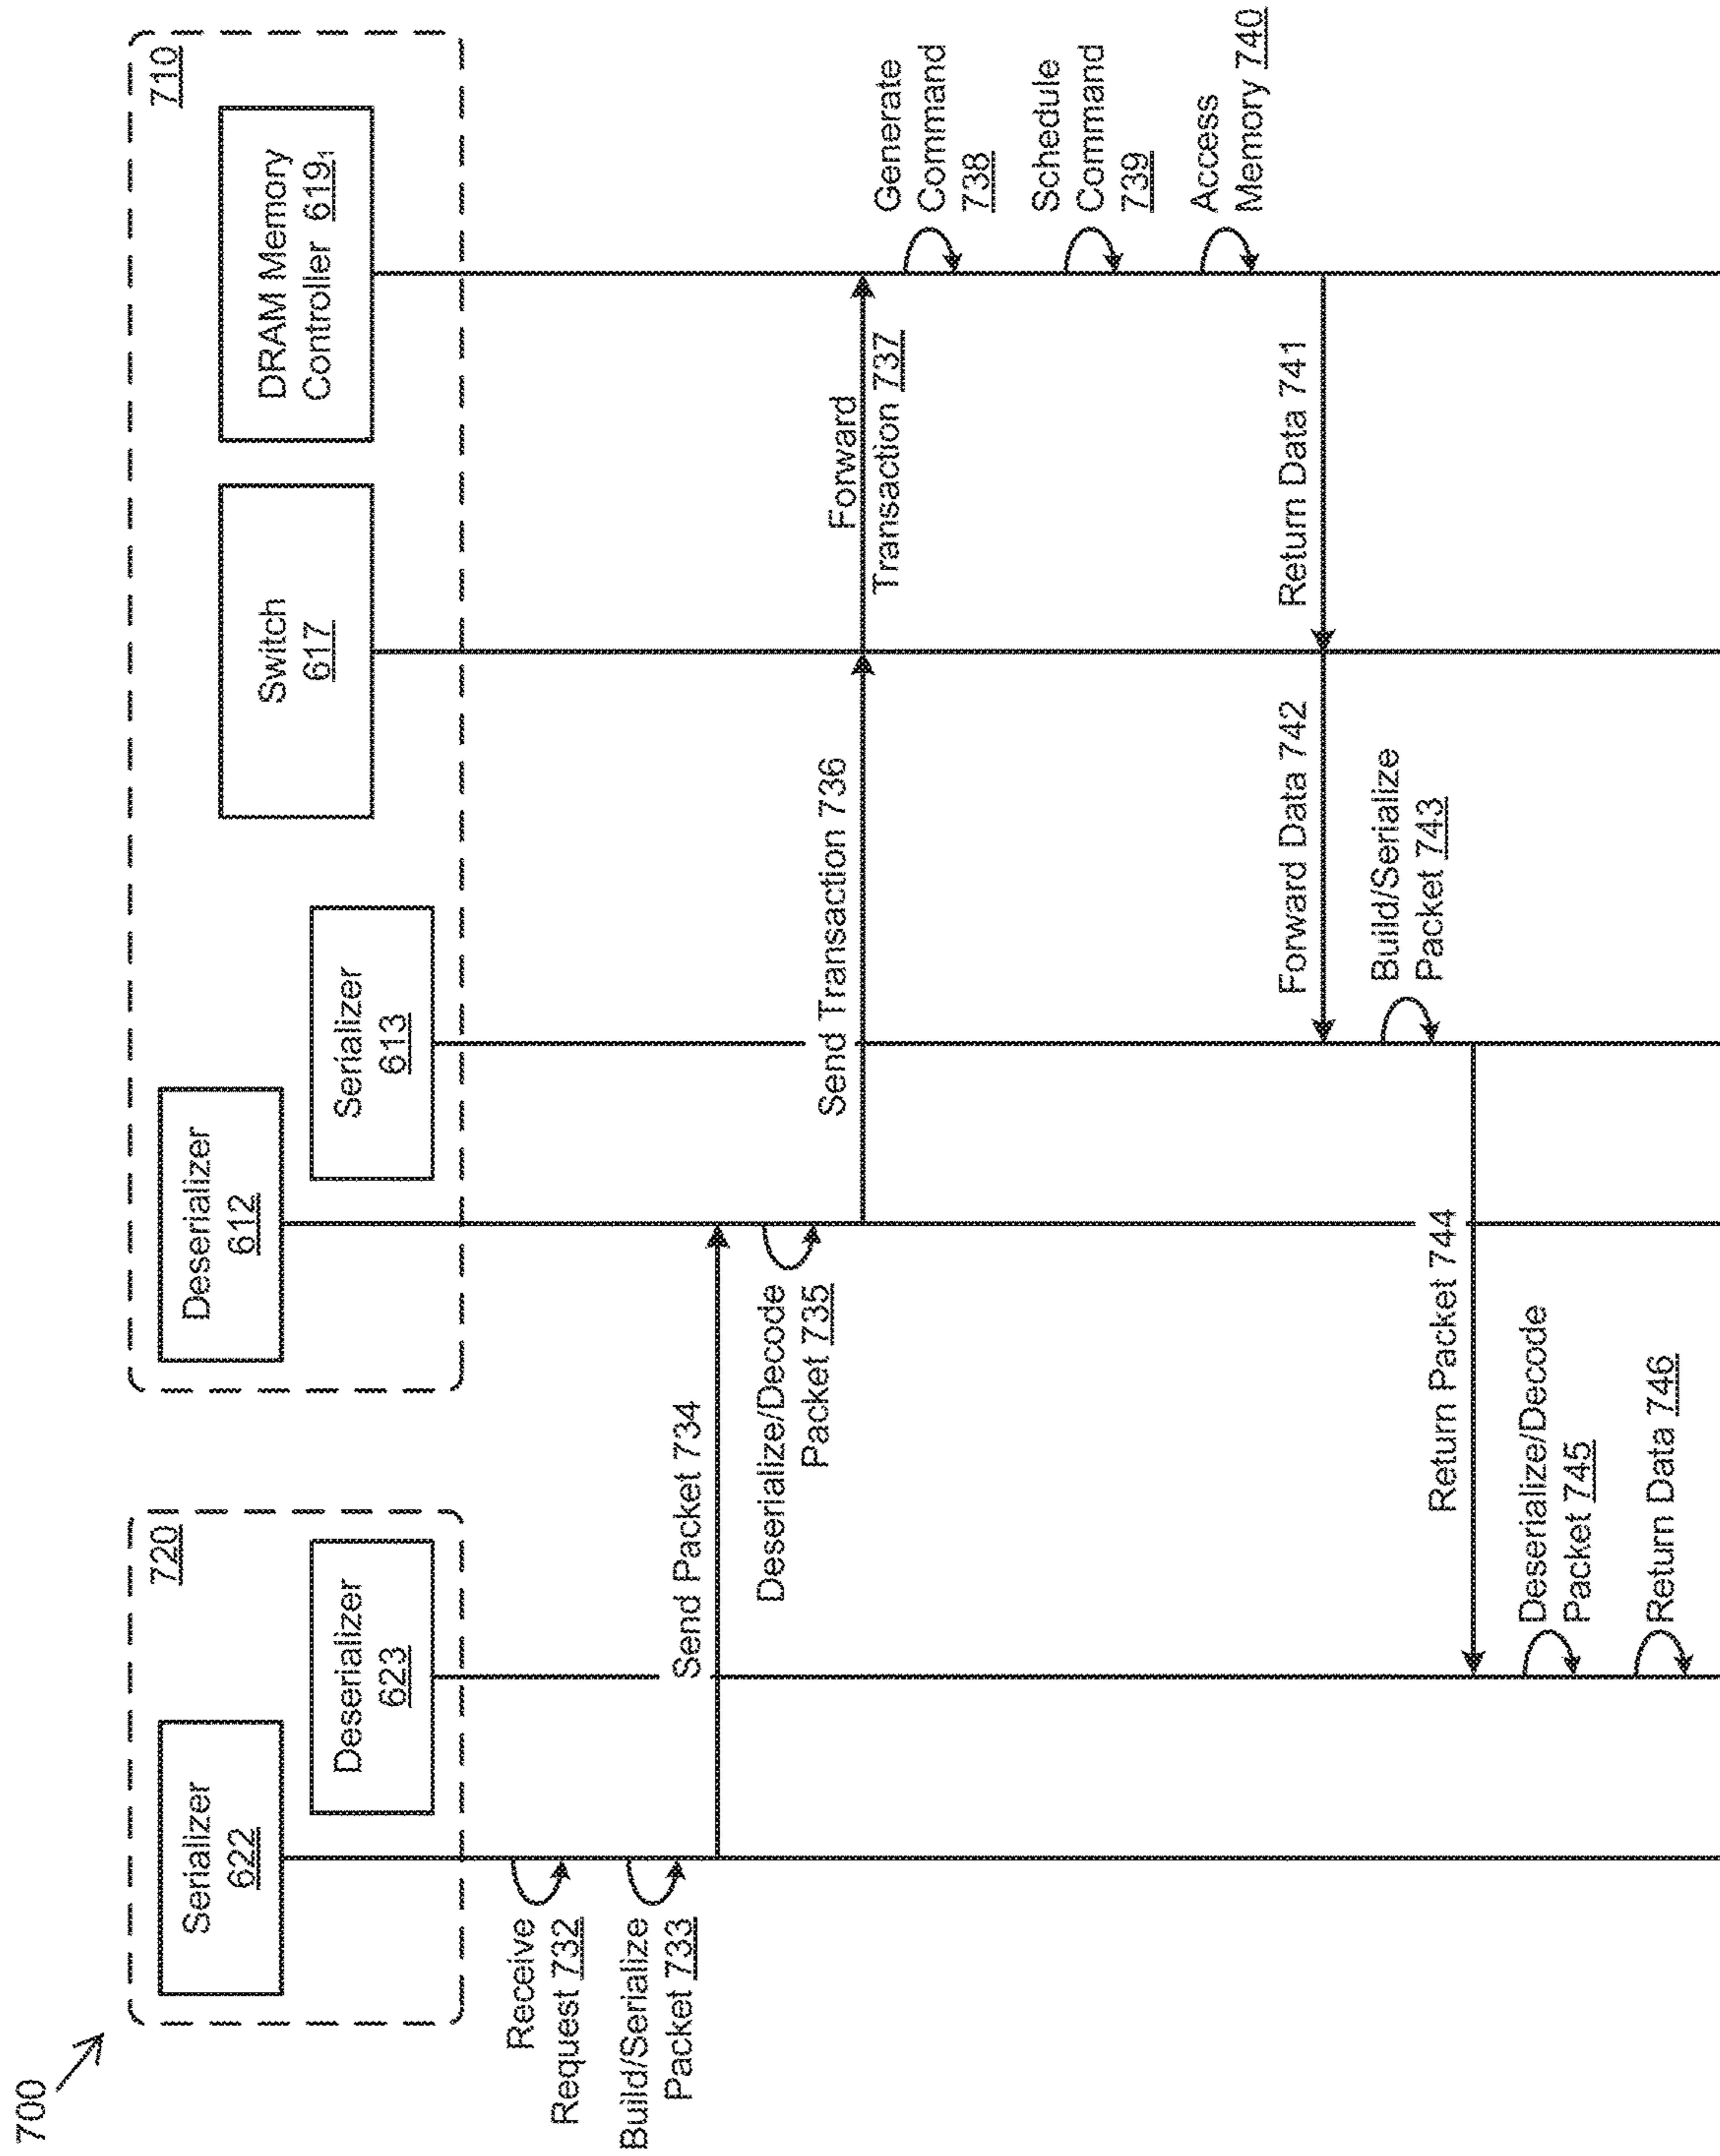 700
720
Serializer
622
Deserializer
623
710
Deserializer
612
Serializer
613
Switch
617
DRAM Memory
Controller 619₁
Receive
Request 732
Build/Serialize
Packet 733
Send Packet 734
Deserialize/Decode
Packet 735
Send Transaction 736
Forward
Transaction 737
Generate
Command
738
Schedule
Command
739
Access
Memory 740
Return Data 741
Forward Data 742
Build/Serialize
Packet 743
Return Packet 744
Deserialize/Decode
Packet 745
Return Data 746